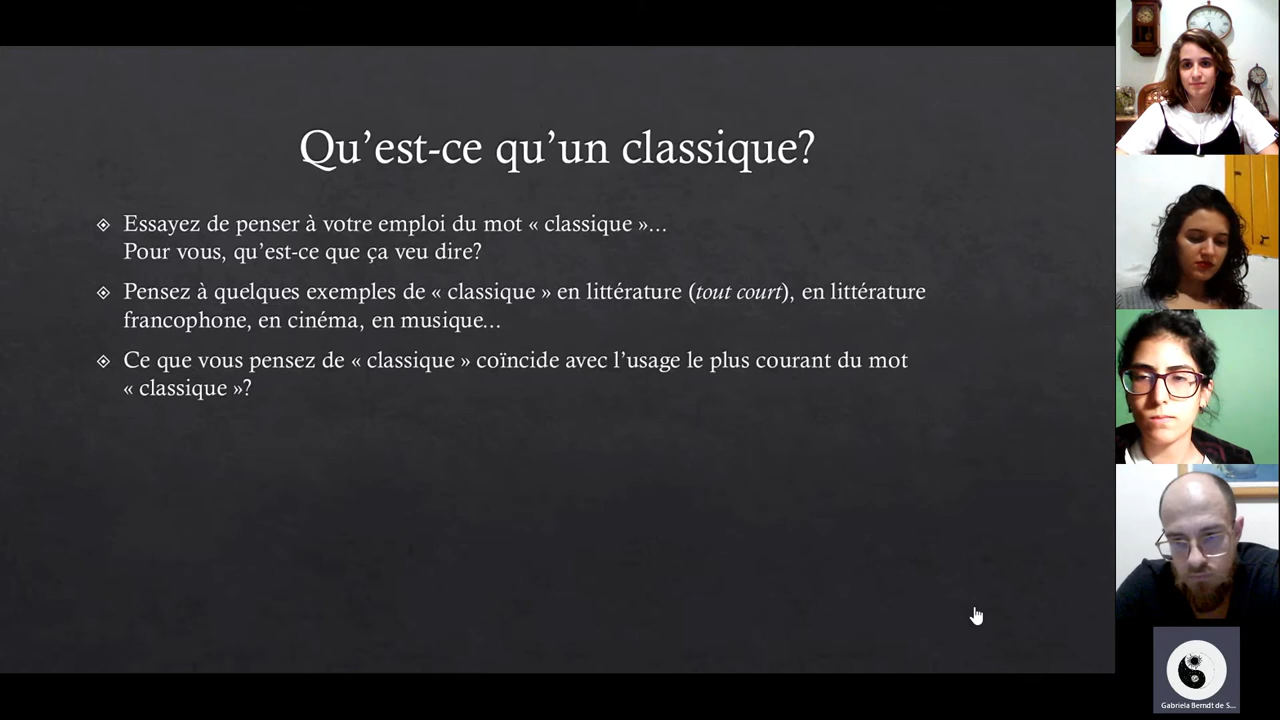 Qu’est-ce qu’un classique?
Essayez de penser à votre emploi du mot « classique »…
Pour vous, qu’est-ce que ça veu dire?
Pensez à quelques exemples de « classique » en littérature (tout court), en littérature
francophone, en cinéma, en musique…
Ce que vous pensez de « classique » coïncide avec l’usage le plus courant du mot
« classique »?
Gabriela Berndt de S...